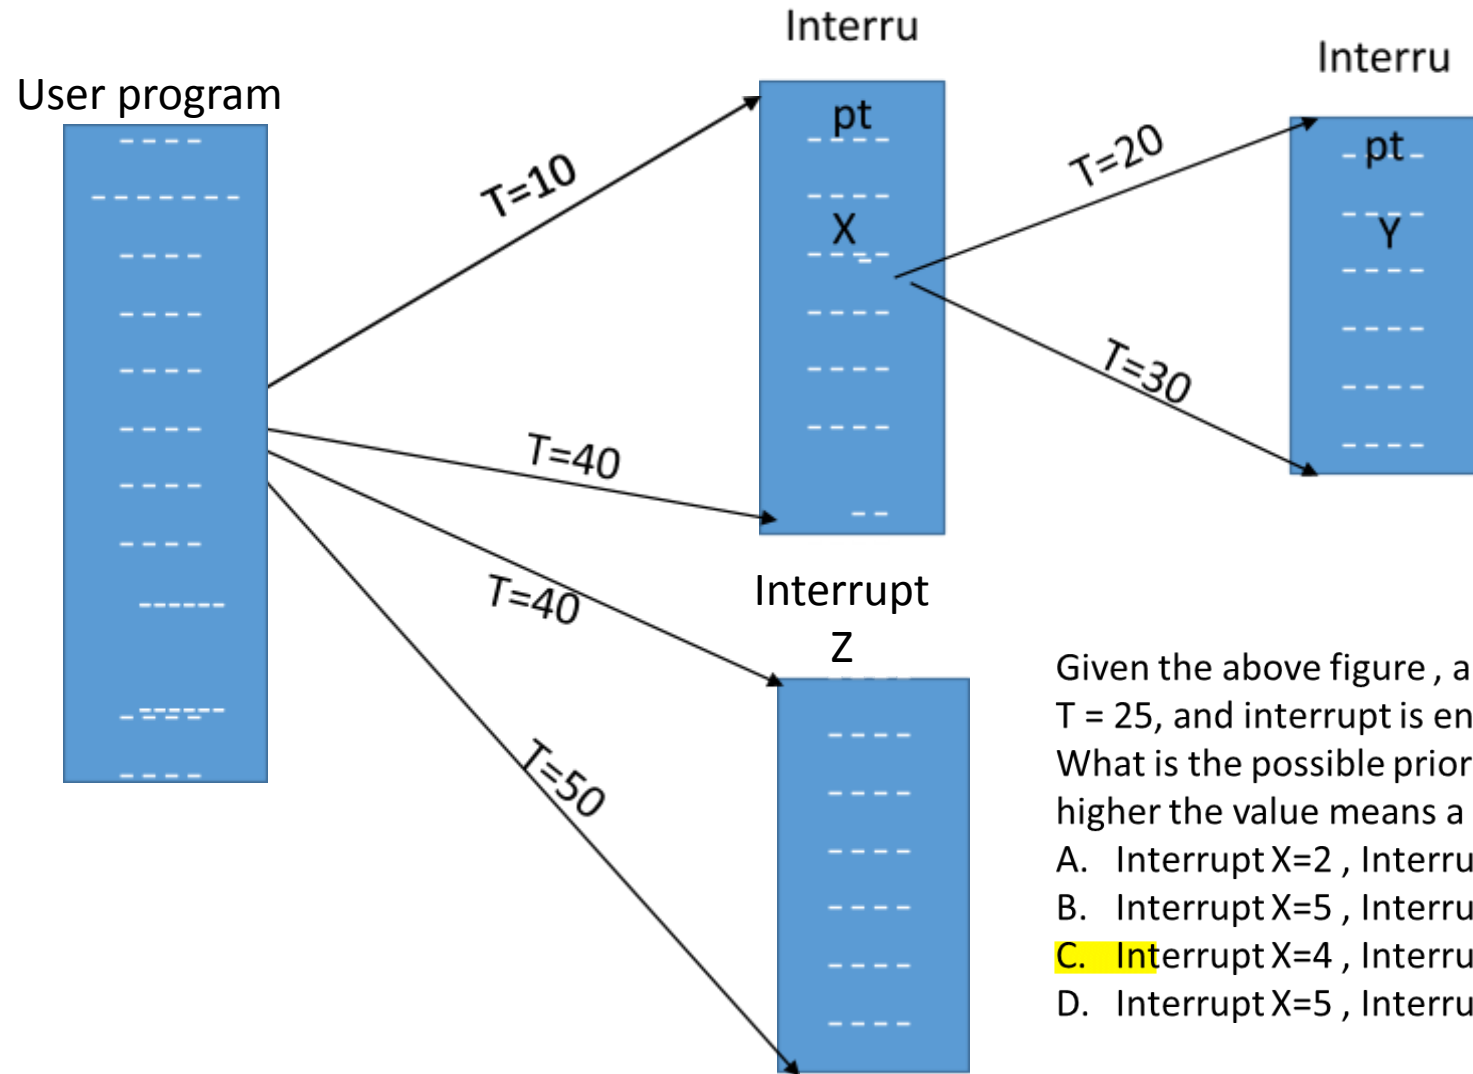 User program
T=10
T=40
T=40
T=50
Interru
pt
X
T=20
T=30
Interru
pt
Y
Interrupt
Z
Given the above figure , a
T = 25, and interrupt is en
What is the possible prior
higher the value means a
A. Interrupt X=2 , Interru
B. Interrupt X=5 , Interru
C. Interrupt X=4 , Interru
D. Interrupt X=5 , Interru